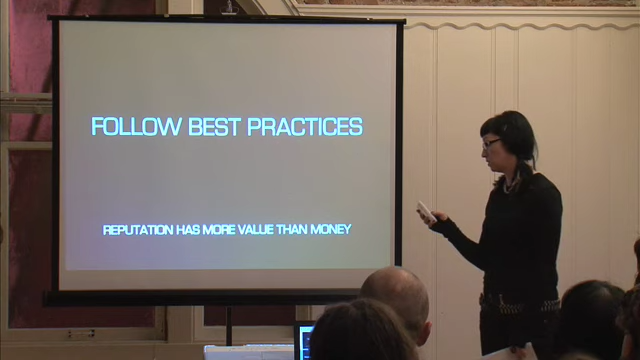 FOLLOW BEST PRACTICES
REPUTATION HAS MORE VALUE THAN MONEY